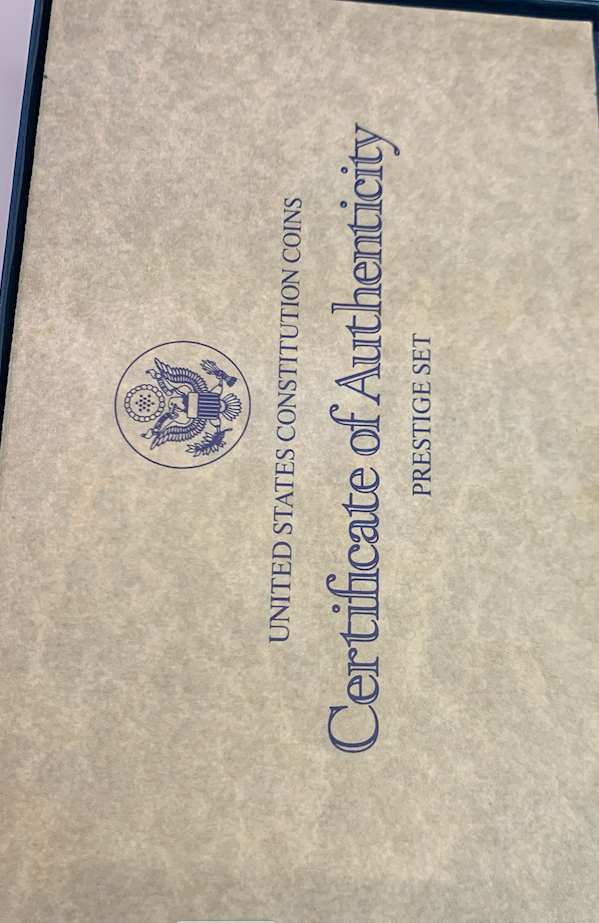 UNITED STATES CONSTITUTION COINS
Certificate of Authenticity
PRESTIGE SET